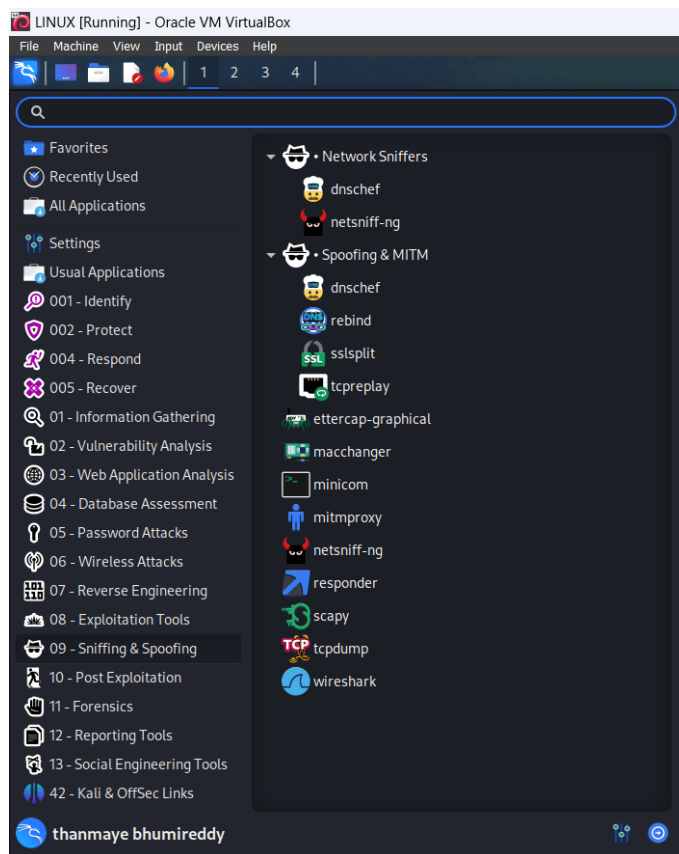 LINUX [Running] - Oracle VM VirtualBox
File Machine View Input Devices Help
1 2 3 4
Favorites
Recently Used
All Applications
Settings
Usual Applications
001 - Identify
002 - Protect
004 - Respond
005 - Recover
01 - Information Gathering
02 - Vulnerability Analysis
03 - Web Application Analysis
04 - Database Assessment
05 - Password Attacks
06 - Wireless Attacks
07 - Reverse Engineering
08 - Exploitation Tools
09 - Sniffing & Spoofing
10 - Post Exploitation
11 - Forensics
12 - Reporting Tools
13 - Social Engineering Tools
42 - Kali & OffSec Links
• Network Sniffers
dnschef
netsniff-ng
• Spoofing & MITM
dnschef
DNS
rebind
SSL
sslsplit
tcpreplay
ettercap-graphical
macchanger
minicom
mitmproxy
netsniff-ng
responder
scapy
TCP
tcpdump
wireshark
thanmaye bhumireddy